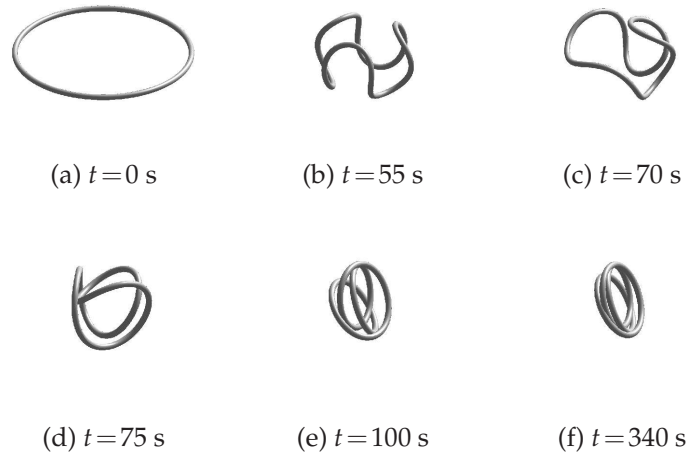 (a) t=0 s
(b) t=55 s
(c) t=70 s
(d) t=75 s
(e) t=100 s
(f) t=340 s